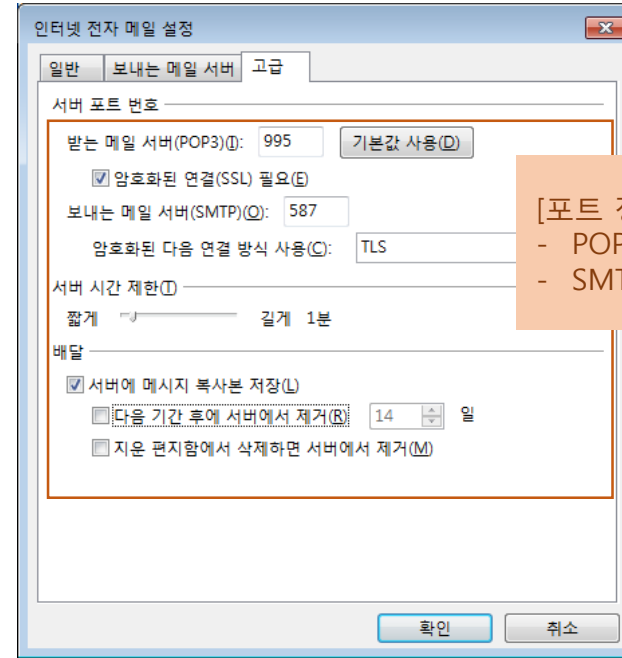 인터넷 전자 메일 설정
일반 보내는 메일 서버 고급
서버 포트 번호
받는 메일 서버(POP3)(I): 995 기본값 사용(D)
암호화된 연결(SSL) 필요(E)
보내는 메일 서버(SMTP)(O): 587
암호화된 다음 연결 방식 사용(C): TLS
[포트
- POP
- SMT
서버 시간 제한(T)
짧게 길게 1분
배달
서버에 메시지 복사본 저장(L)
다음 기간 후에 서버에서 제거(R) 14 일
지운 편지함에서 삭제하면 서버에서 제거(M)
확인 취소